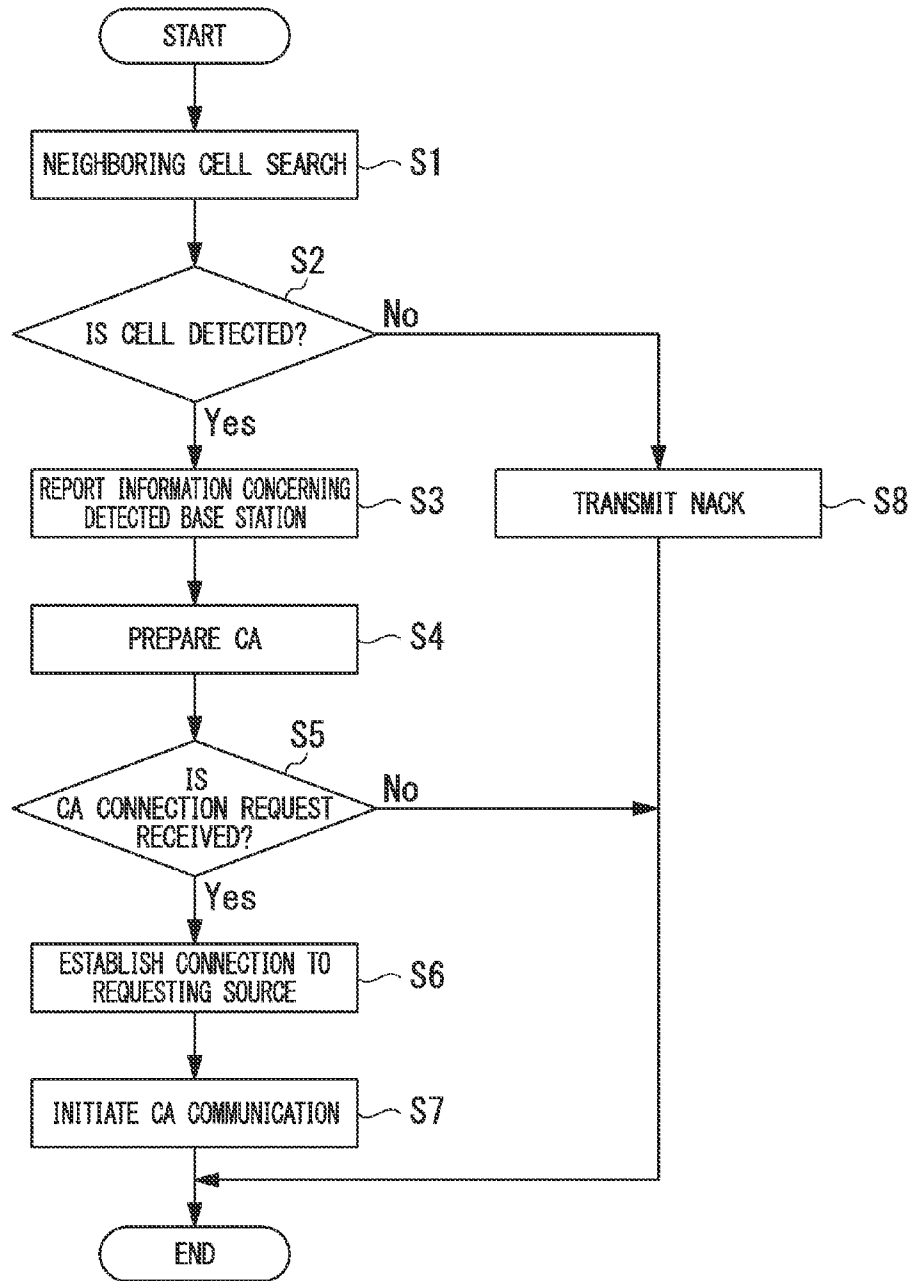 START
NEIGHBORING CELL SEARCH
S1
S2
IS CELL DETECTED?
No
Yes
REPORT INFORMATION CONCERNING
DETECTED BASE STATION
S3
TRANSMIT NACK
S8
PREPARE CA
S4
S5
IS
CA CONNECTION REQUEST
RECEIVED?
No
Yes
ESTABLISH CONNECTION TO
REQUESTING SOURCE
S6
INITIATE CA COMMUNICATION
S7
END